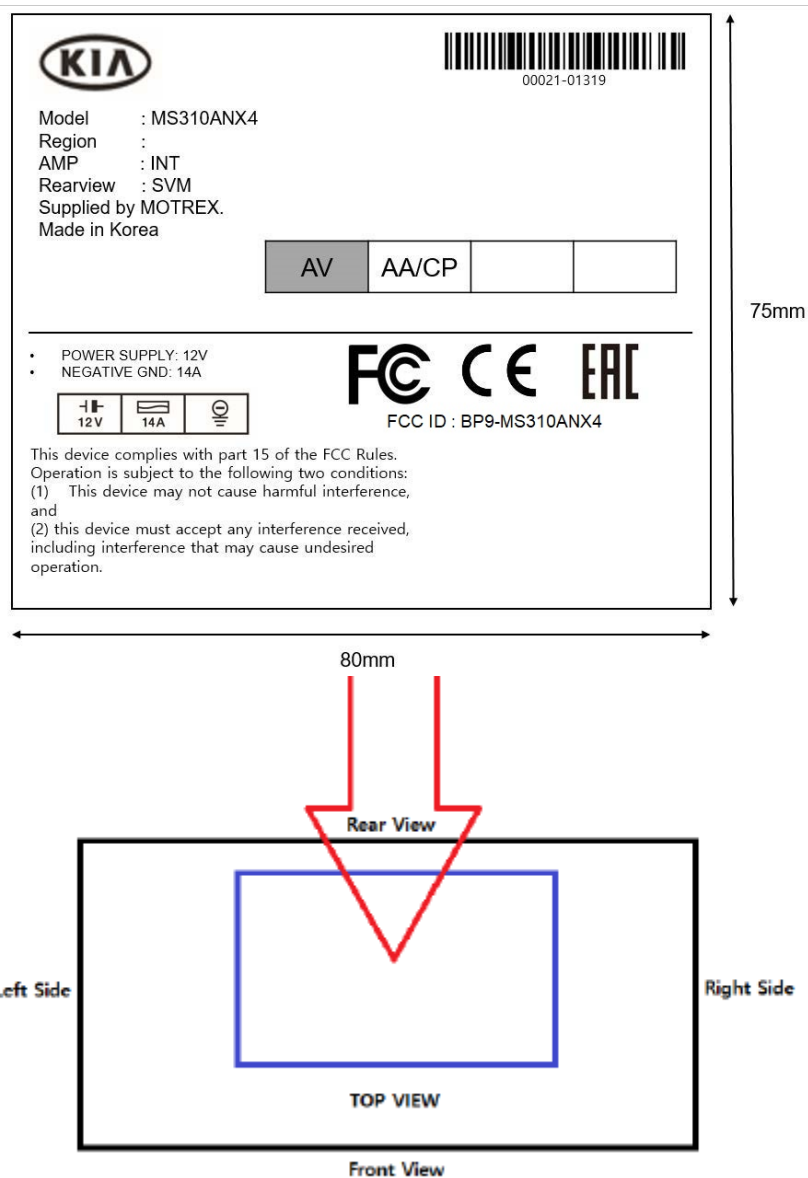 KIA
00021-01319
Model : MS310ANX4
Region :
AMP : INT
Rearview : SVM
Supplied by MOTREX.
Made in Korea
AV AA/CP
75mm
• POWER SUPPLY: 12V
• NEGATIVE GND: 14A
FC CE EAC
12V 14A
FCC ID : BP9-MS310ANX4
This device complies with part 15 of the FCC Rules.
Operation is subject to the following two conditions:
(1) This device may not cause harmful interference,
and
(2) this device must accept any interference received,
including interference that may cause undesired
operation.
80mm
Rear View
Left Side
Right Side
TOP VIEW
Front View